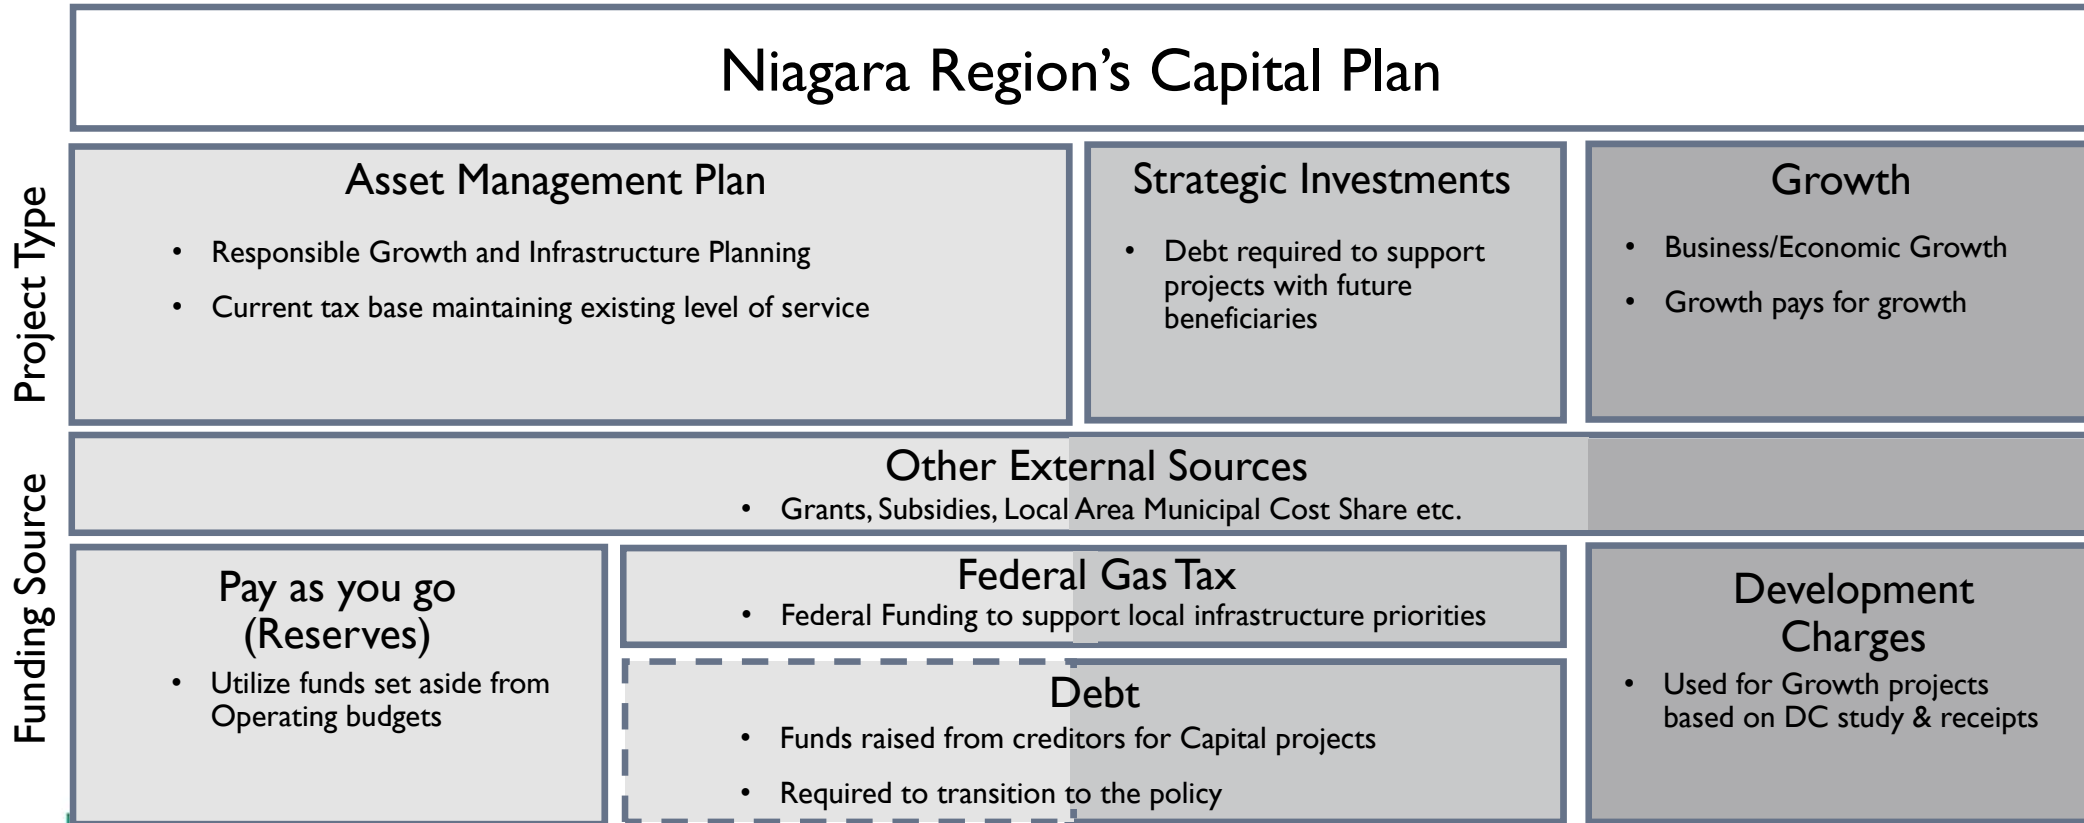 Niagara Region's Capital Plan
Project Type
Asset Management Plan
• Responsible Growth and Infrastructure Planning
• Current tax base maintaining existing level of service
Strategic Investments
• Debt required to support
projects with future
beneficiaries
Growth
• Business/Economic Growth
• Growth pays for growth
Funding Source
Other External Sources
• Grants, Subsidies, Local Area Municipal Cost Share etc.
Pay as you go
(Reserves)
• Utilize funds set aside from
Operating budgets
Federal Gas Tax
• Federal Funding to support local infrastructure priorities
Debt
• Funds raised from creditors for Capital projects
• Required to transition to the policy
Development
Charges
• Used for Growth projects
based on DC study & receipts